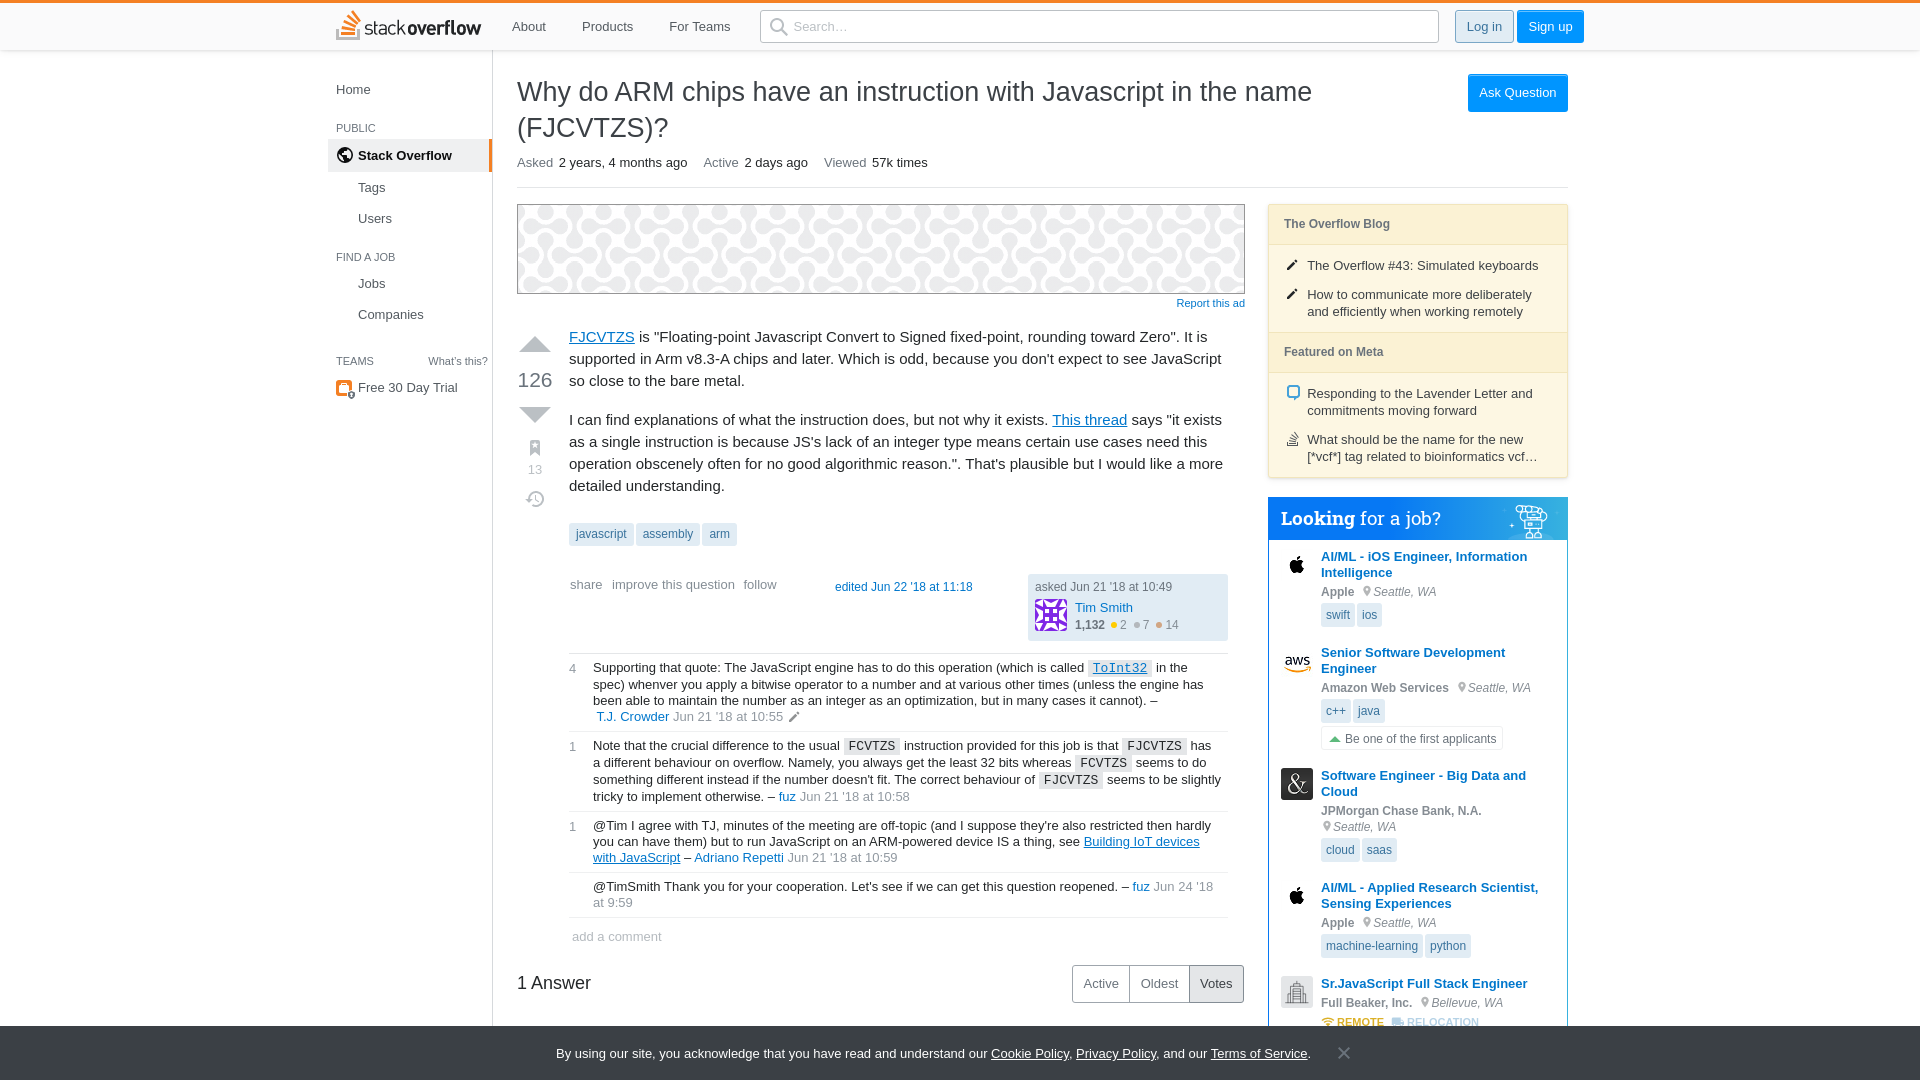 stackoverflow
About
Products
For Teams
Search…
Log in
Sign up
Home
PUBLIC
Stack Overflow
Tags
Users
FIND A JOB
Jobs
Companies
TEAMS
What's this?
Free 30 Day Trial
Why do ARM chips have an instruction with Javascript in the name
(FJCVTZS)?
Ask Question
Asked 2 years, 4 months ago Active 2 days ago Viewed 57k times
Report this ad
126
13
FJCVTZS is "Floating-point Javascript Convert to Signed fixed-point, rounding toward Zero". It is
supported in Arm v8.3-A chips and later. Which is odd, because you don't expect to see JavaScript
so close to the bare metal.
I can find explanations of what the instruction does, but not why it exists. This thread says "it exists
as a single instruction is because JS's lack of an integer type means certain use cases need this
operation obscenely often for no good algorithmic reason.". That's plausible but I would like a more
detailed understanding.
javascript assembly arm
share improve this question follow
edited Jun 22 '18 at 11:18
asked Jun 21 '18 at 10:49
Tim Smith
1,132 2 7 14
4
Supporting that quote: The JavaScript engine has to do this operation (which is called ToInt32 in the
spec) whenver you apply a bitwise operator to a number and at various other times (unless the engine has
been able to maintain the number as an integer as an optimization, but in many cases it cannot). –
T.J. Crowder Jun 21 '18 at 10:55
1
Note that the crucial difference to the usual FCVTZS instruction provided for this job is that FJCVTZS has
a different behaviour on overflow. Namely, you always get the least 32 bits whereas FCVTZS seems to do
something different instead if the number doesn't fit. The correct behaviour of FJCVTZS seems to be slightly
tricky to implement otherwise. – fuz Jun 21 '18 at 10:58
1
@Tim I agree with TJ, minutes of the meeting are off-topic (and I suppose they're also restricted then hardly
you can have them) but to run JavaScript on an ARM-powered device IS a thing, see Building IoT devices
with JavaScript – Adriano Repetti Jun 21 '18 at 10:59
@TimSmith Thank you for your cooperation. Let's see if we can get this question reopened. – fuz Jun 24 '18
at 9:59
add a comment
1 Answer
Active Oldest Votes
The Overflow Blog
The Overflow #43: Simulated keyboards
How to communicate more deliberately
and efficiently when working remotely
Featured on Meta
Responding to the Lavender Letter and
commitments moving forward
What should be the name for the new
[*vcf*] tag related to bioinformatics vcf…
Looking for a job?
AI/ML - iOS Engineer, Information
Intelligence
Apple Seattle, WA
swift ios
aws
Senior Software Development
Engineer
Amazon Web Services Seattle, WA
c++ java
Be one of the first applicants
&
Software Engineer - Big Data and
Cloud
JPMorgan Chase Bank, N.A.
Seattle, WA
cloud saas
AI/ML - Applied Research Scientist,
Sensing Experiences
Apple Seattle, WA
machine-learning python
Sr.JavaScript Full Stack Engineer
Full Beaker, Inc. Bellevue, WA
REMOTE RELOCATION
By using our site, you acknowledge that you have read and understand our Cookie Policy, Privacy Policy, and our Terms of Service.